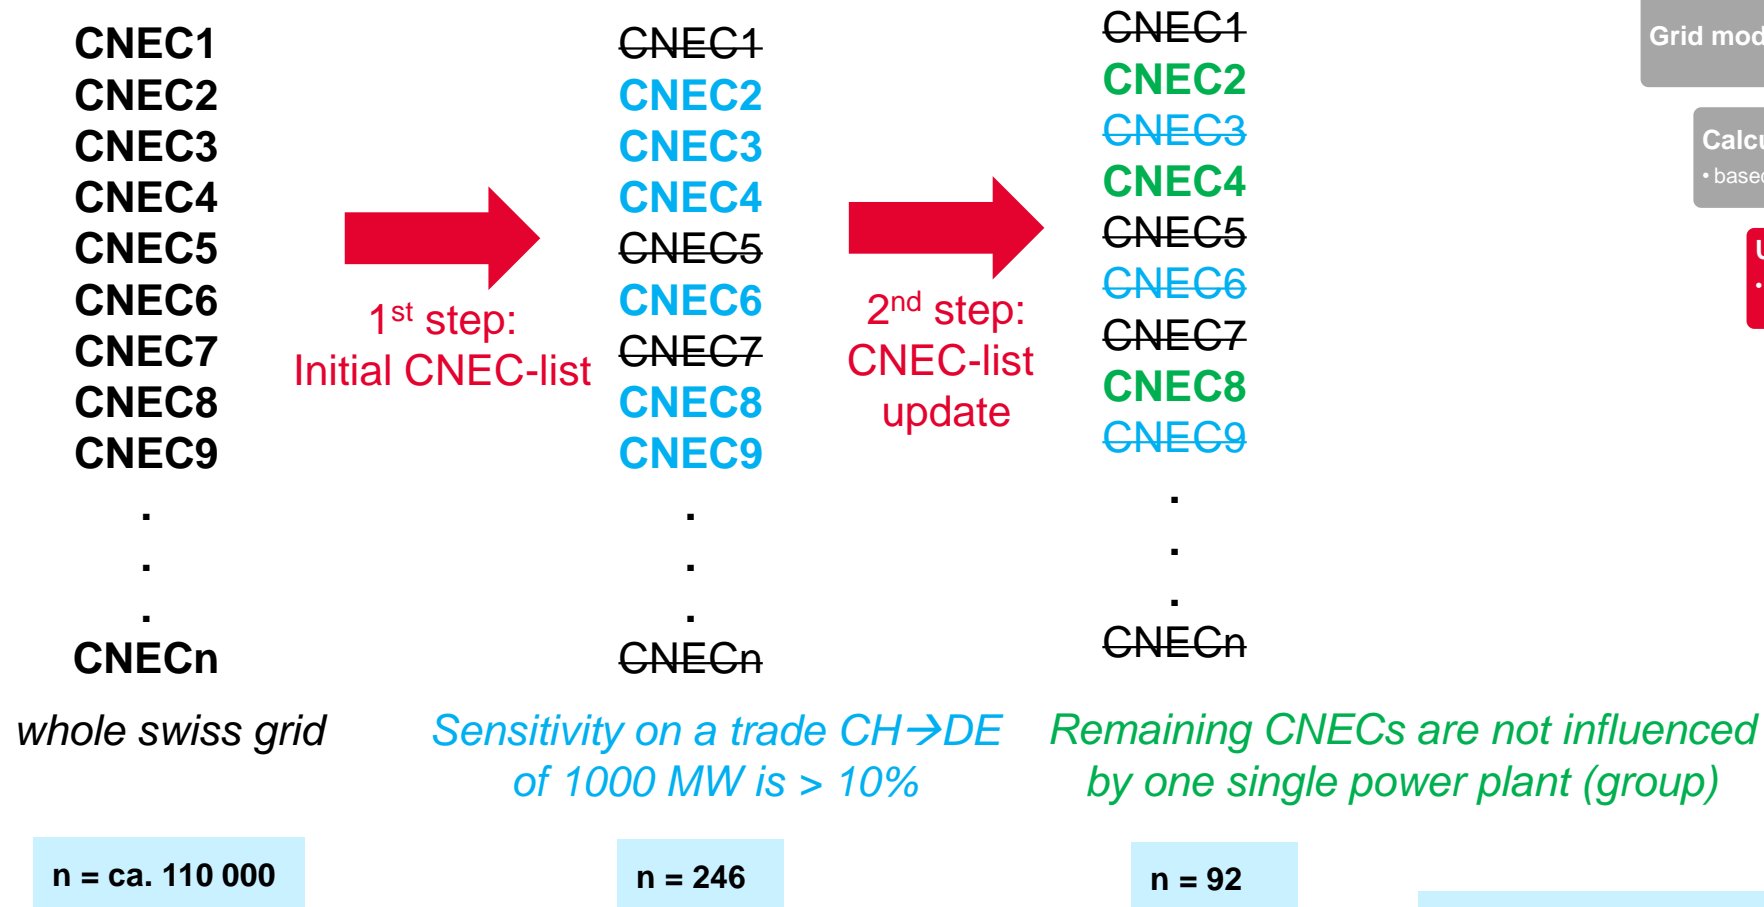 CNEC1
CNEC2
CNEC3
CNEC4
CNEC5
CNEC6
CNEC7
CNEC8
CNEC9
.
.
.
CNECn
whole swiss grid
n = ca. 110 000
1st step:
Initial CNEC-list
CNEC1
CNEC2
CNEC3
CNEC4
CNEC5
CNEC6
CNEC7
CNEC8
CNEC9
.
.
.
CNECn
Sensitivity on a trade CH→DE
of 1000 MW is > 10%
n = 246
2nd step:
CNEC-list
update
CNEC1
CNEC2
CNEC3
CNEC4
CNEC5
CNEC6
CNEC7
CNEC8
CNEC9
.
.
.
CNECn
Remaining CNECs are not influenced
by one single power plant (group)
n = 92
Grid